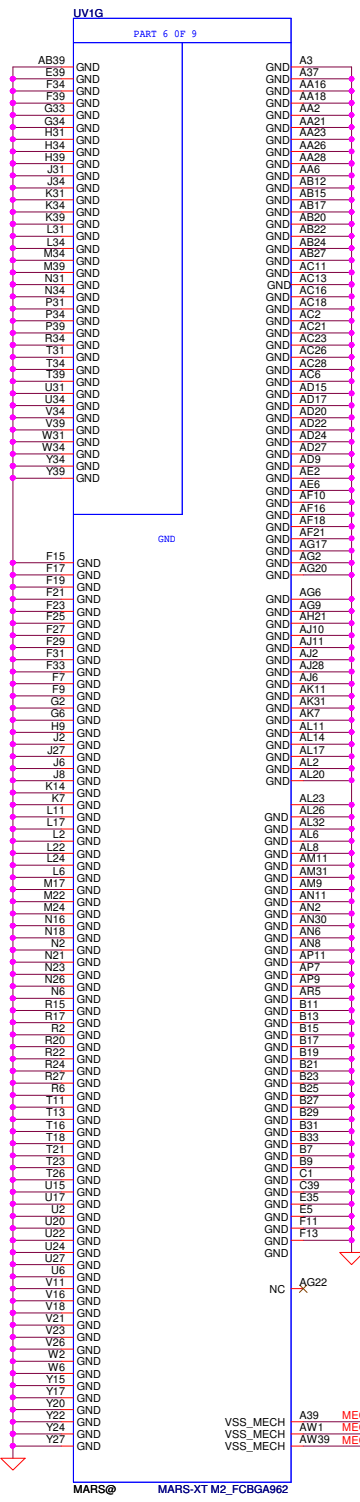 UV1G
PART 6 OF 9
AB39 GND
E39 GND
F34 GND
F39 GND
G33 GND
G34 GND
H31 GND
H34 GND
H39 GND
J31 GND
J34 GND
K31 GND
K34 GND
K39 GND
L31 GND
L34 GND
M34 GND
M39 GND
N31 GND
N34 GND
P31 GND
P34 GND
P39 GND
R34 GND
T31 GND
T34 GND
T39 GND
U31 GND
U34 GND
V34 GND
V39 GND
W31 GND
W34 GND
Y34 GND
Y39 GND
GND
F15 GND
F17 GND
F19 GND
F21 GND
F23 GND
F25 GND
F27 GND
F29 GND
F31 GND
F33 GND
F7 GND
F9 GND
G2 GND
G6 GND
H9 GND
J2 GND
J27 GND
J6 GND
J8 GND
K14 GND
K7 GND
L11 GND
L17 GND
L2 GND
L22 GND
L24 GND
L6 GND
M17 GND
M22 GND
M24 GND
N16 GND
N18 GND
N2 GND
N21 GND
N23 GND
N26 GND
N6 GND
R15 GND
R17 GND
R2 GND
R20 GND
R22 GND
R24 GND
R27 GND
R6 GND
T11 GND
T13 GND
T16 GND
T18 GND
T21 GND
T23 GND
T26 GND
U15 GND
U17 GND
U2 GND
U20 GND
U22 GND
U24 GND
U27 GND
U6 GND
V11 GND
V16 GND
V18 GND
V21 GND
V23 GND
V26 GND
W2 GND
W6 GND
Y15 GND
Y17 GND
Y20 GND
Y22 GND
Y24 GND
Y27 GND
GND A3
GND A37
GND AA16
GND AA18
GND AA2
GND AA21
GND AA23
GND AA26
GND AA28
GND AA6
GND AB12
GND AB15
GND AB17
GND AB20
GND AB22
GND AB24
GND AB27
GND AC11
GND AC13
GND AC16
GND AC18
GND AC2
GND AC21
GND AC23
GND AC26
GND AC28
GND AC6
GND AD15
GND AD17
GND AD20
GND AD22
GND AD24
GND AD27
GND AD9
GND AE2
GND AE6
GND AF10
GND AF16
GND AF18
GND AF21
GND AG17
GND AG2
GND AG20
GND AG6
GND AG9
GND AH21
GND AJ10
GND AJ11
GND AJ2
GND AJ28
GND AJ6
GND AK11
GND AK31
GND AK7
GND AL11
GND AL14
GND AL17
GND AL2
GND AL20
GND AL23
GND AL26
GND AL32
GND AL6
GND AL8
GND AM11
GND AM31
GND AM9
GND AN11
GND AN2
GND AN30
GND AN6
GND AN8
GND AP11
GND AP7
GND AP9
GND AR5
GND B11
GND B13
GND B15
GND B17
GND B19
GND B21
GND B23
GND B25
GND B27
GND B29
GND B31
GND B33
GND B7
GND B9
GND C1
GND C39
GND E35
GND E5
GND F11
GND F13
NC AG22
VSS_MECH A39
VSS_MECH AW1
VSS_MECH AW39
MARS@ MARS-XT M2_FCBGA962